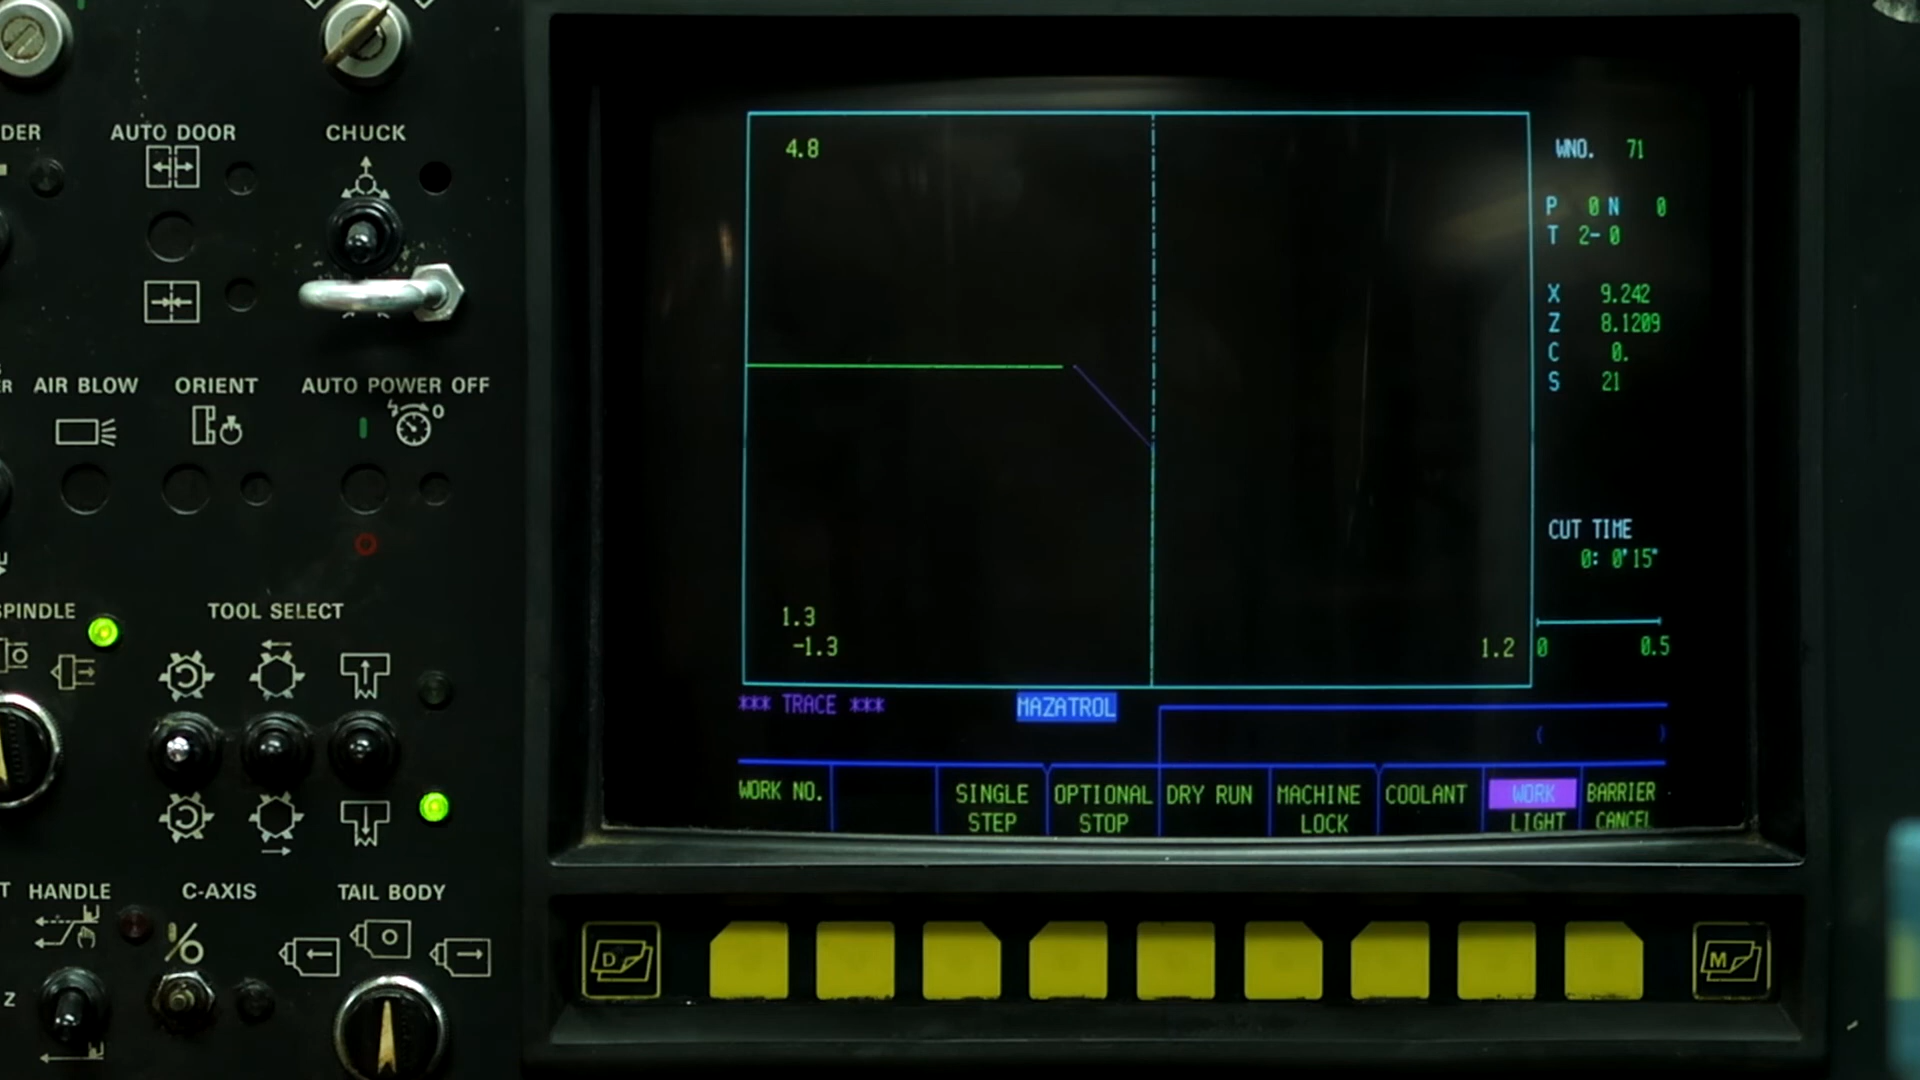 DER
AUTO DOOR
CHUCK
AIR BLOW
ORIENT
AUTO POWER OFF
SPINDLE
TOOL SELECT
HANDLE
C-AXIS
TAIL BODY
Z
4.8
1.3
-1.3
1.2
WNO. 71
P 0 N 0
T 2- 0
X 9.242
Z 8.1209
C 0.
S 21
CUT TIME
0: 0'15"
0 0.5
*** TRACE ***
MAZATROL
( )
WORK NO.
SINGLE
STEP
OPTIONAL
STOP
DRY RUN
MACHINE
LOCK
COOLANT
WORK
LIGHT
BARRIER
CANCEL
D
M